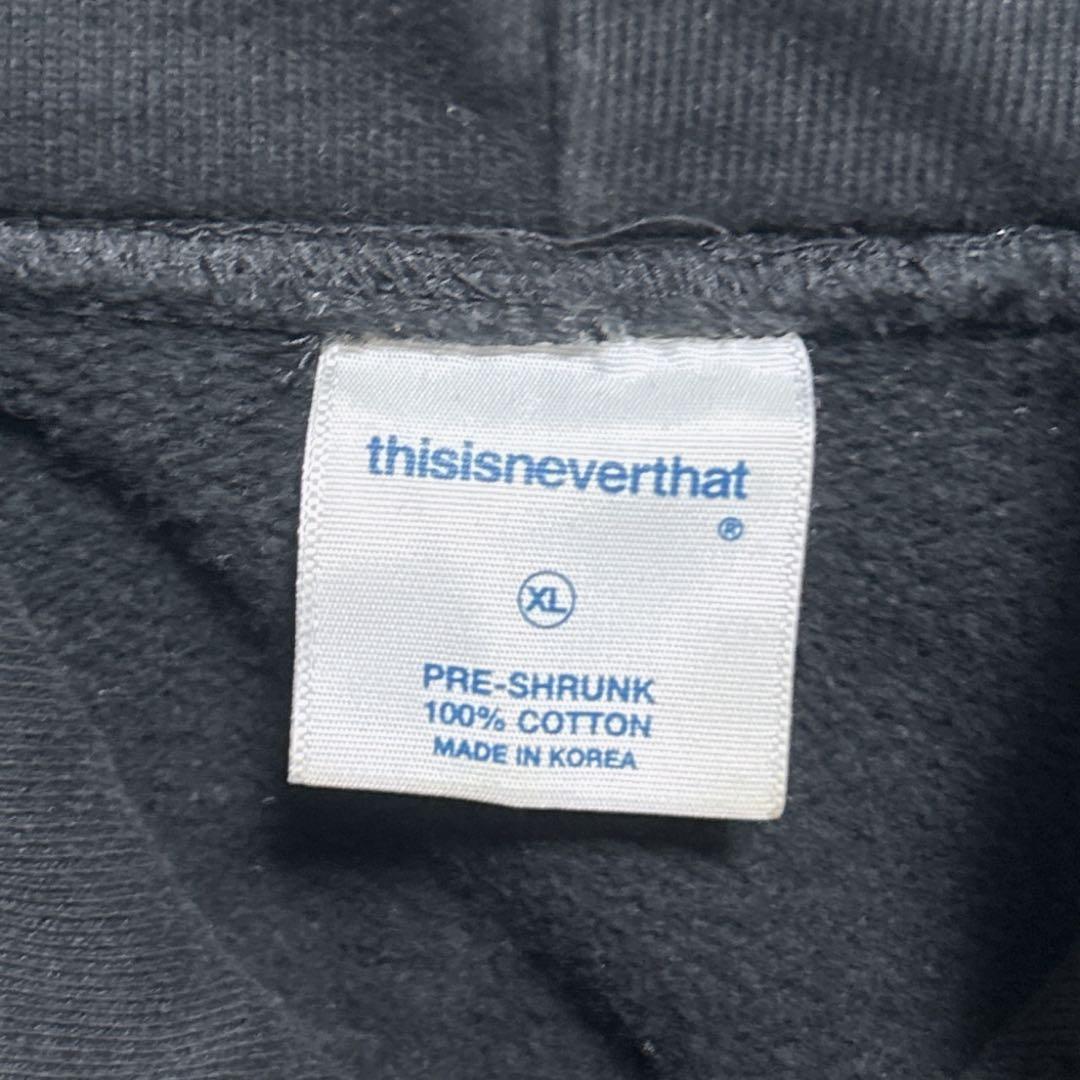 thisisneverthat
®
XL
PRE-SHRUNK
100% COTTON
MADE IN KOREA